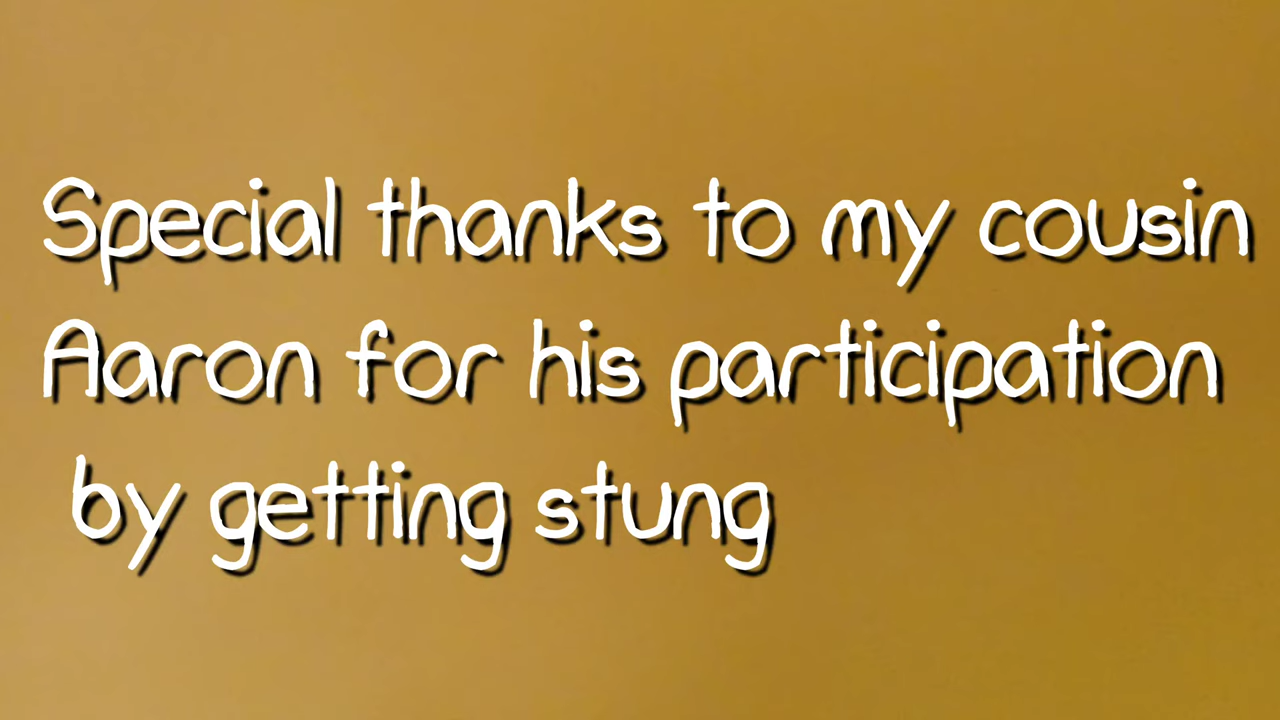 Special thanks to my cousin
Aaron for his participation
by getting stung